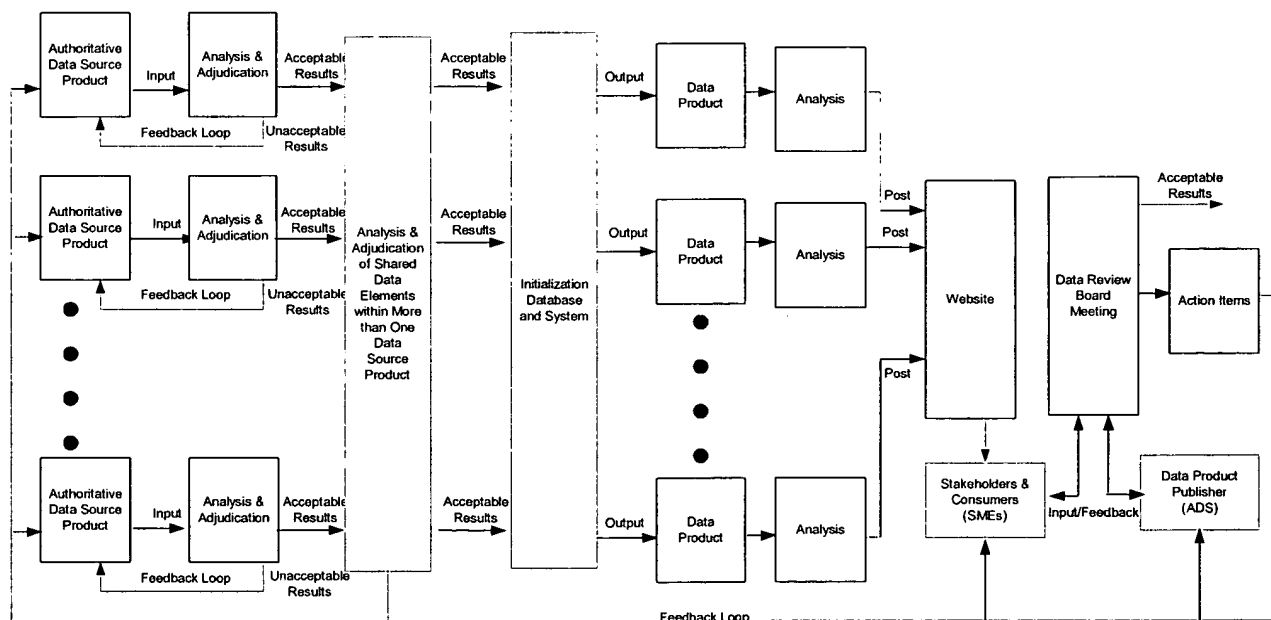 Authoritative
Data Source
Product
Input
Analysis &
Adjudication
Acceptable
Results
Feedback Loop
Unacceptable
Results
Acceptable
Results
Output
Data
Product
Analysis
Post
Authoritative
Data Source
Product
Input
Analysis &
Adjudication
Acceptable
Results
Feedback Loop
Unacceptable
Results
Analysis &
Adjudication
of Shared
Data
Elements
within More
than One
Data
Source
Product
Acceptable
Results
Initialization
Database
and System
Output
Data
Product
Analysis
Post
Website
Data Review
Board
Meeting
Acceptable
Results
Action Items
Authoritative
Data Source
Product
Input
Analysis &
Adjudication
Acceptable
Results
Feedback Loop
Unacceptable
Results
Acceptable
Results
Output
Data
Product
Analysis
Post
Stakeholders &
Consumers
(SMEs)
Input/Feedback
Data Product
Publisher
(ADS)
Feedback Loop